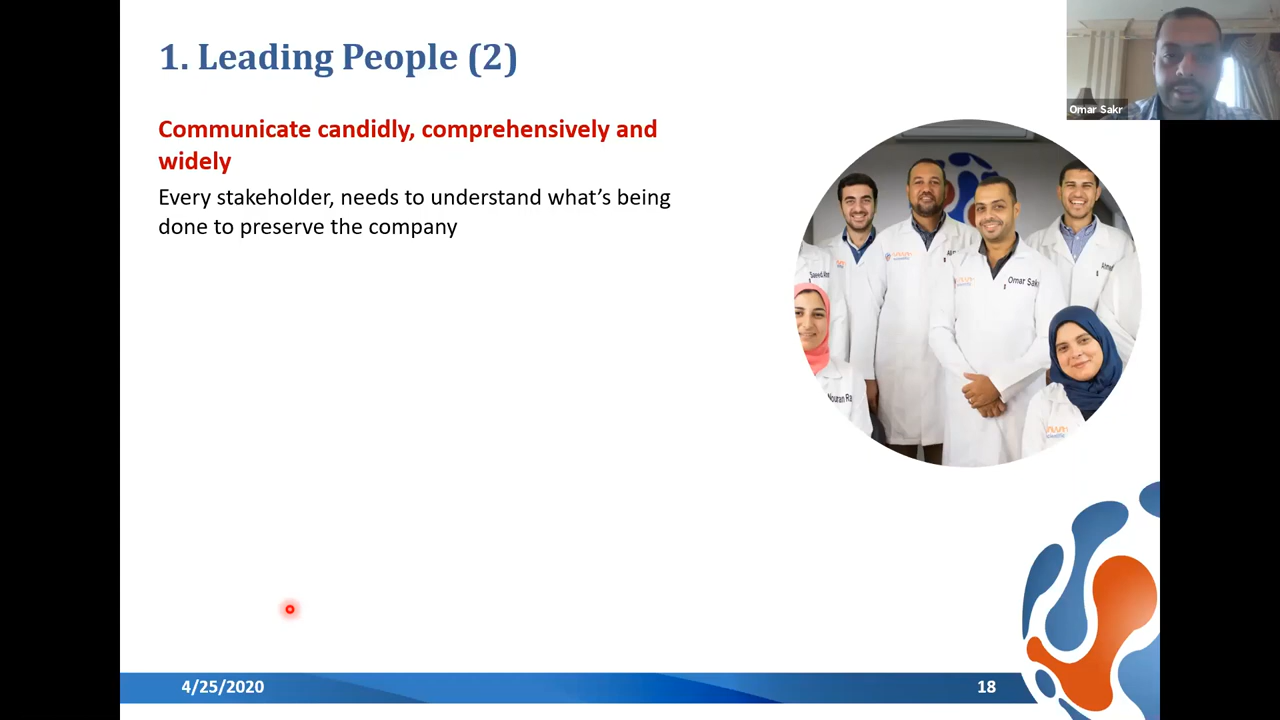 1. Leading People (2)
Omar Sakr
Communicate candidly, comprehensively and
widely
Every stakeholder, needs to understand what's being
done to preserve the company
Omar Sakr
4/25/2020
18